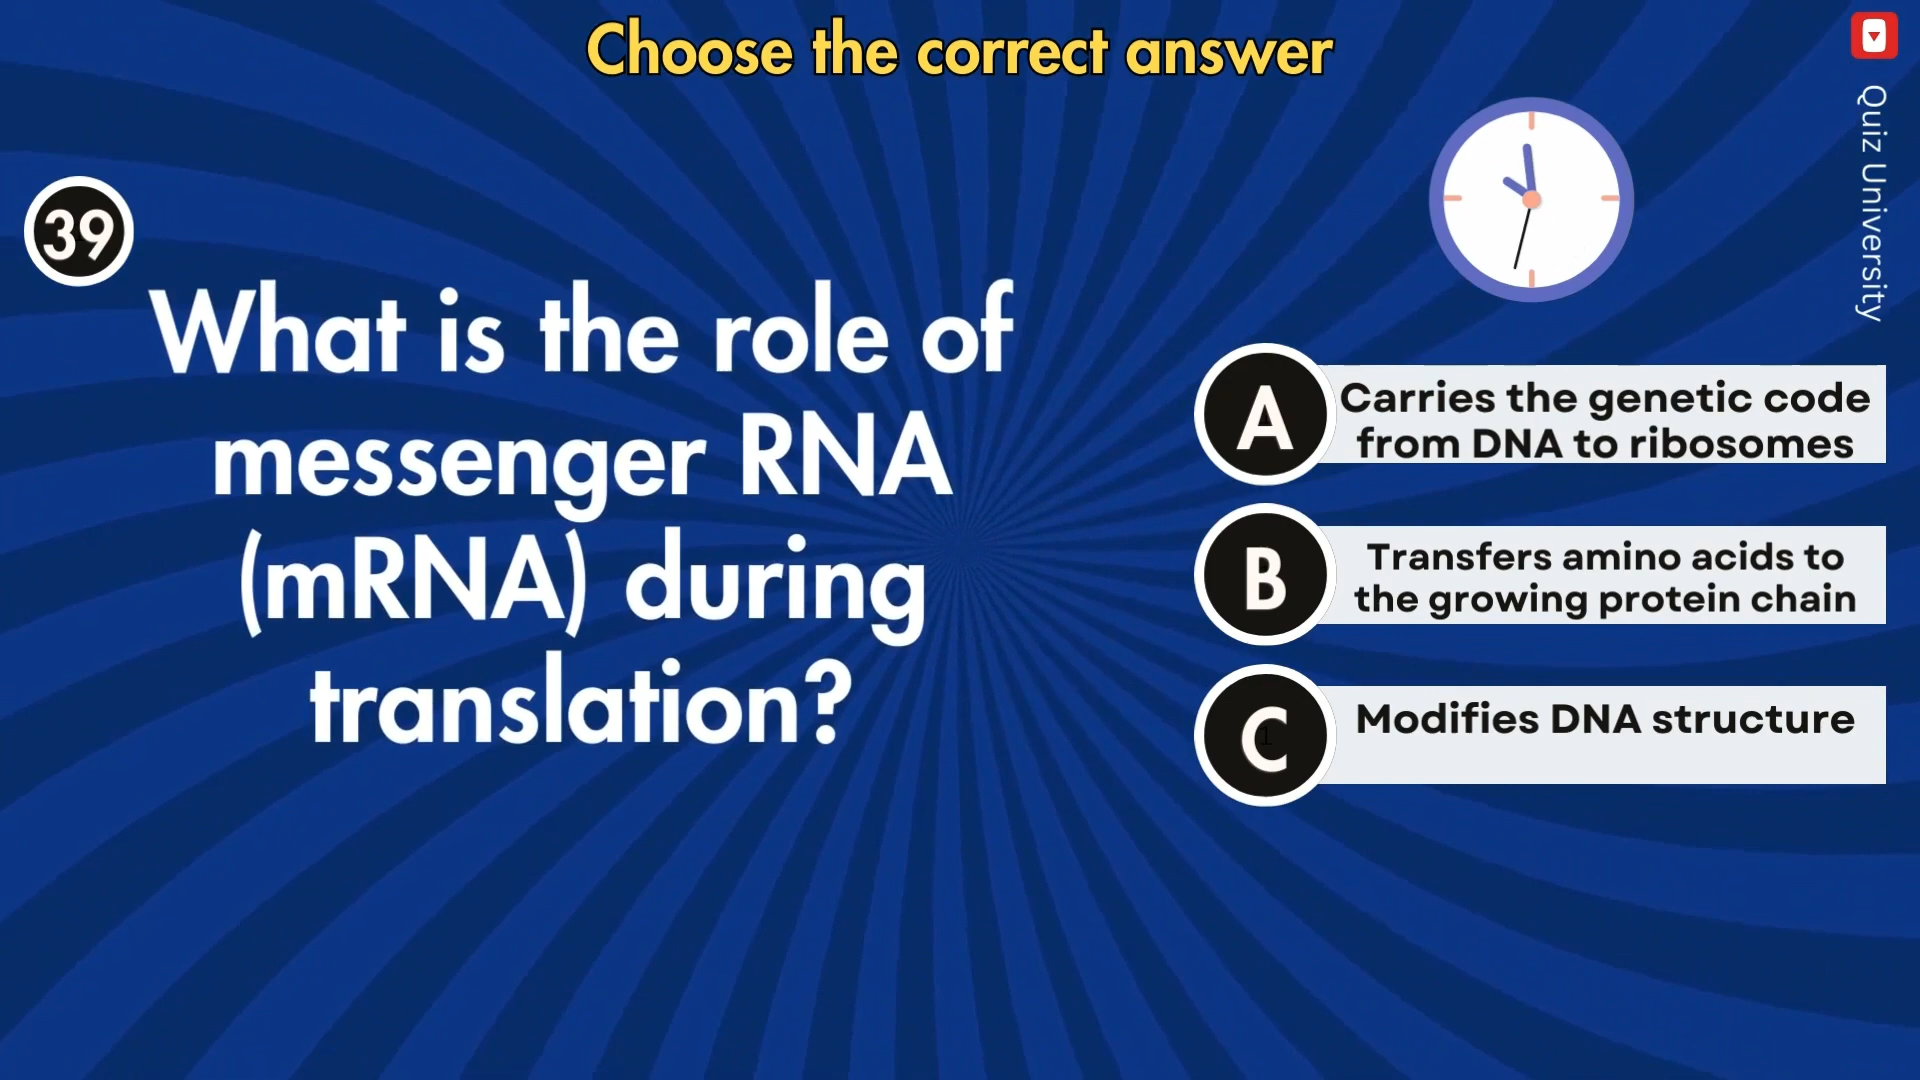 Choose the correct answer
Quiz University
39
What is the role of
messenger RNA
(mRNA) during
translation?
A
Carries the genetic code
from DNA to ribosomes
B
Transfers amino acids to
the growing protein chain
C
1
Modifies DNA structure